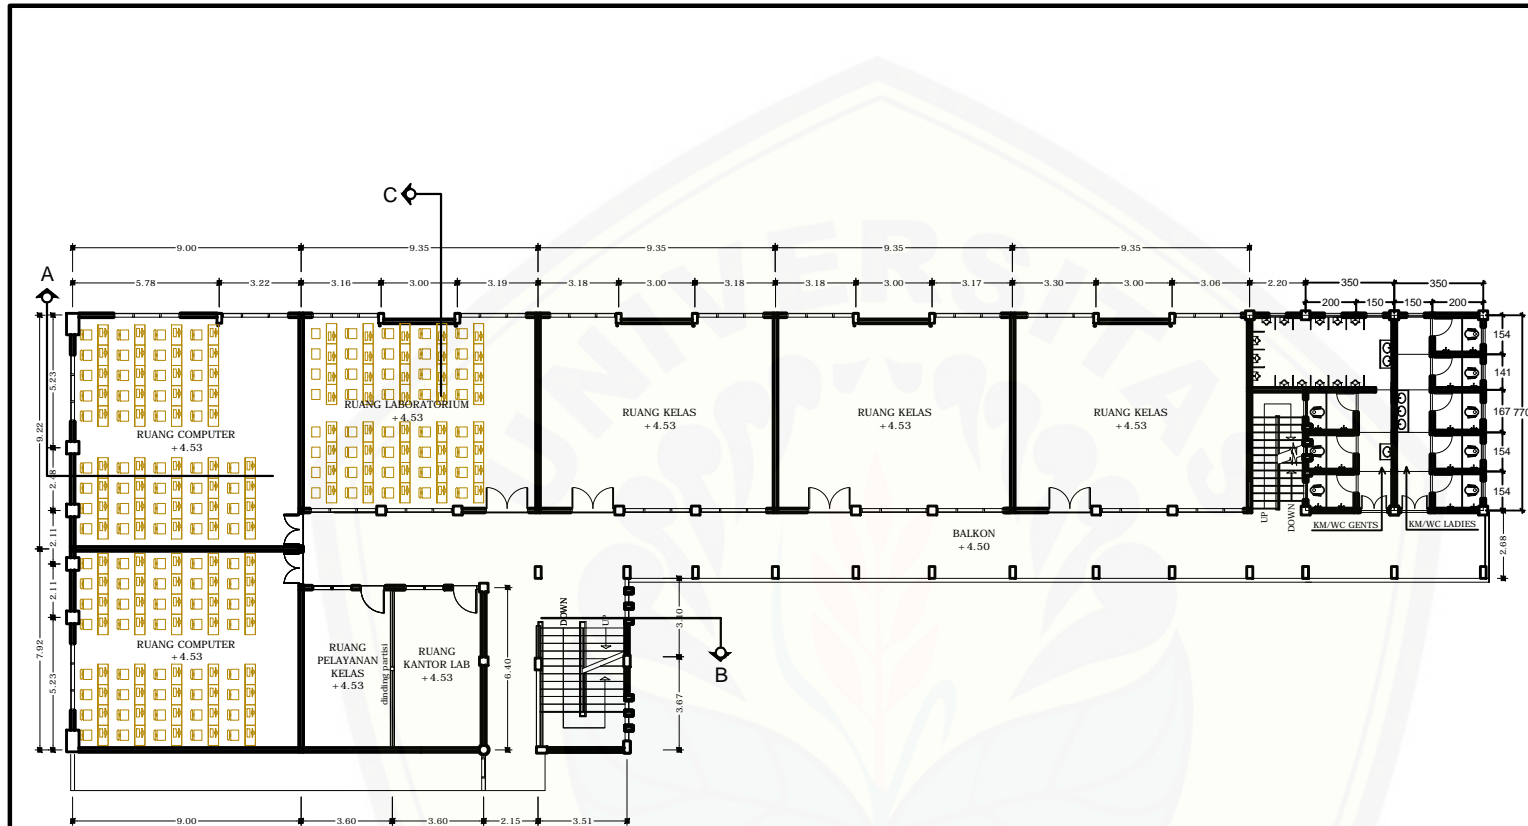 UNIVERSITAS
C
9.00
9.35
9.35
9.35
9.35
A
5.78
3.22
3.16
3.00
3.19
3.18
3.00
3.18
3.18
3.00
3.17
3.30
3.00
3.06
2.20
350
350
200
150
150
200
154
141
167
770
154
154
5.23
9.22
2.48
2.11
2.11
7.92
5.23
RUANG COMPUTER
+4.53
RUANG LABORATORIUM
+4.53
RUANG KELAS
+4.53
RUANG KELAS
+4.53
RUANG KELAS
+4.53
UP
DOWN
KM/WC GENTS
KM/WC LADIES
BALKON
+4.50
2.68
RUANG COMPUTER
+4.53
RUANG
PELAYANAN
KELAS
+4.53
dinding partisi
RUANG
KANTOR LAB
+4.53
6.40
DOWN
UP
3.67
B
9.00
3.60
3.60
2.15
3.51